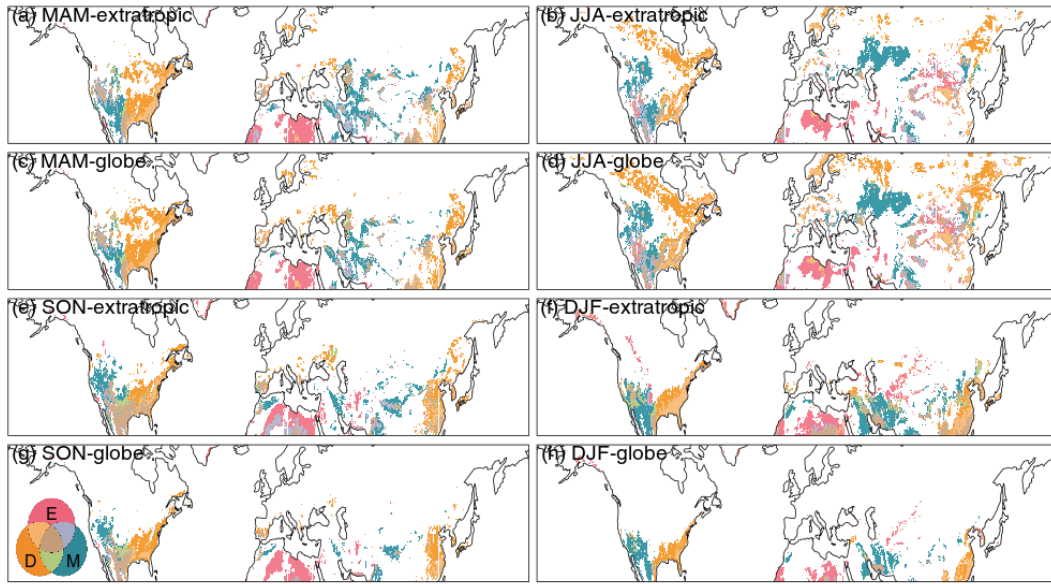 (a) MAM-extratropic
(b) JJA-extratropic
(c) MAM-globe
(d) JJA-globe
(e) SON-extratropic
(f) DJF-extratropic
(g) SON-globe
(h) DJF-globe
E
D
M